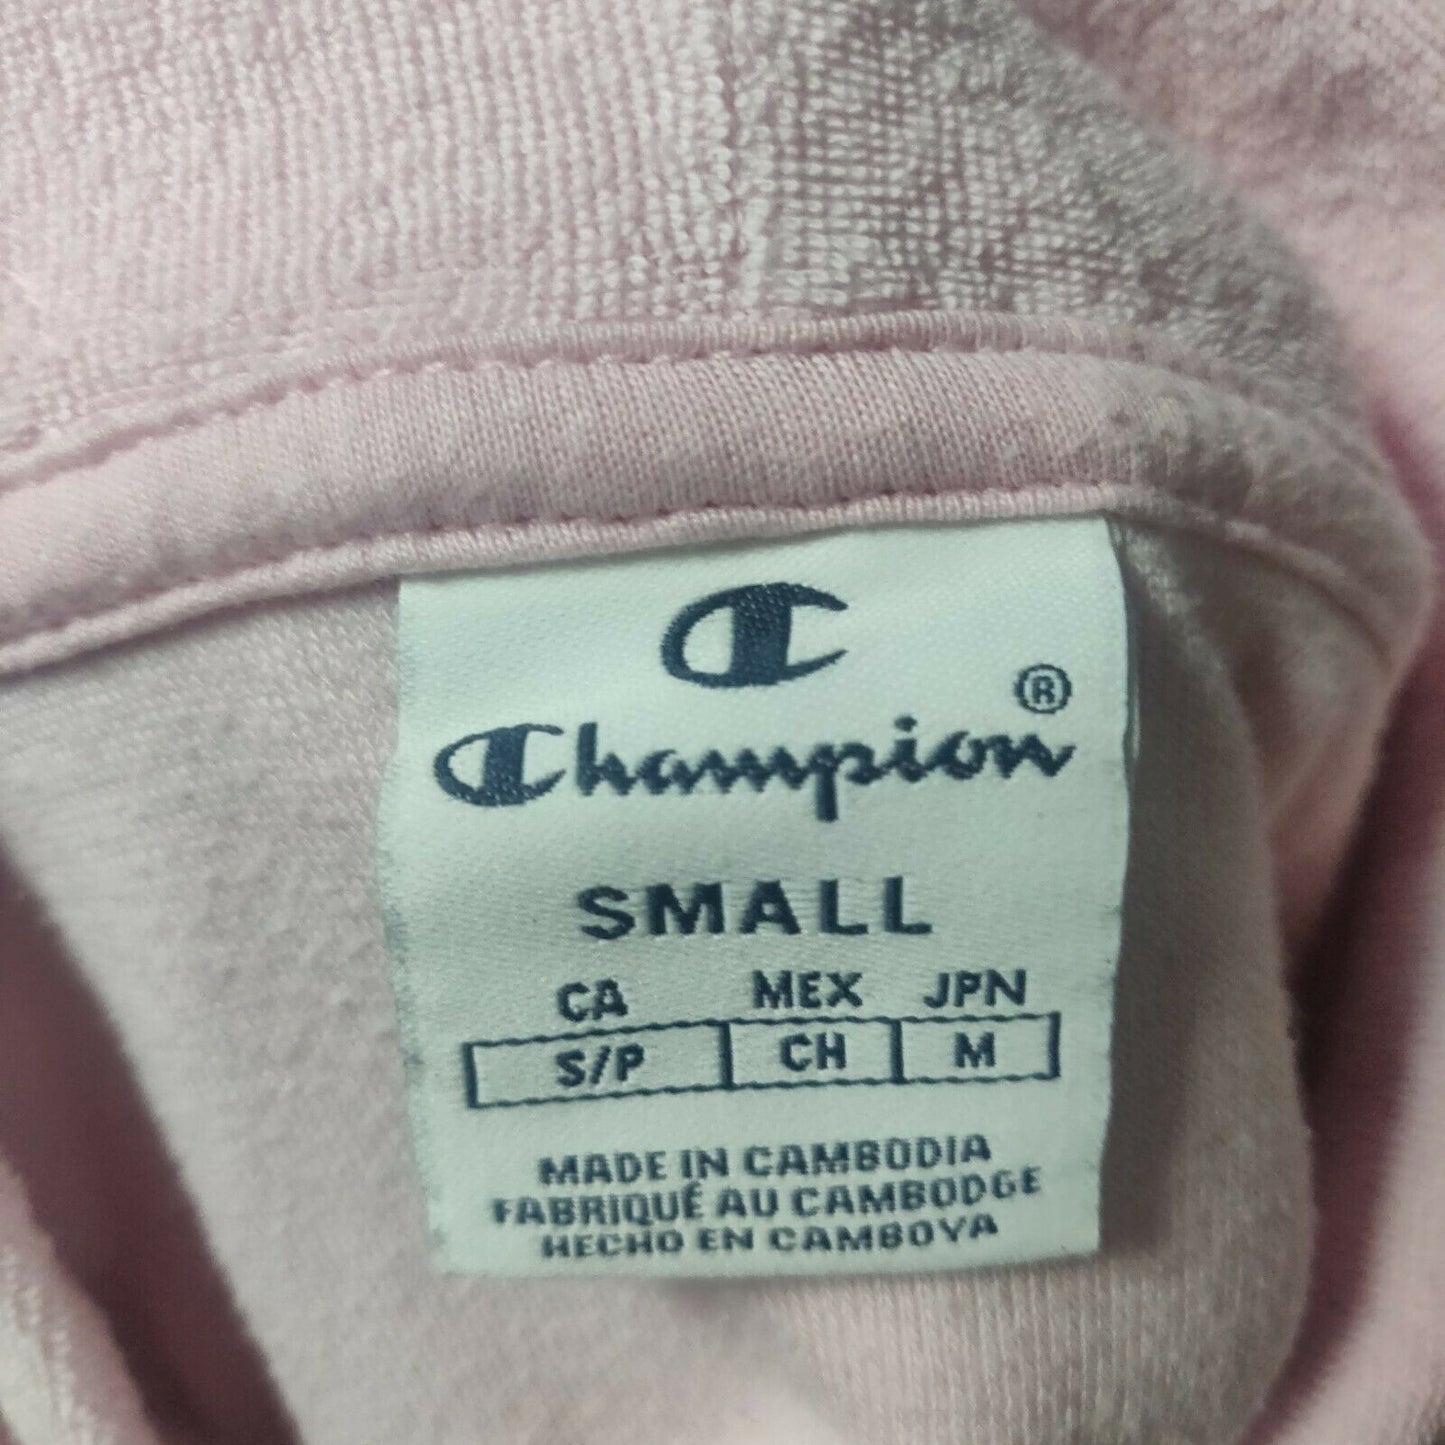 Champion®
SMALL
CA MEX JPN
S/P CH M
MADE IN CAMBODIA
FABRIQUÉ AU CAMBODGE
HECHO EN CAMBOYA